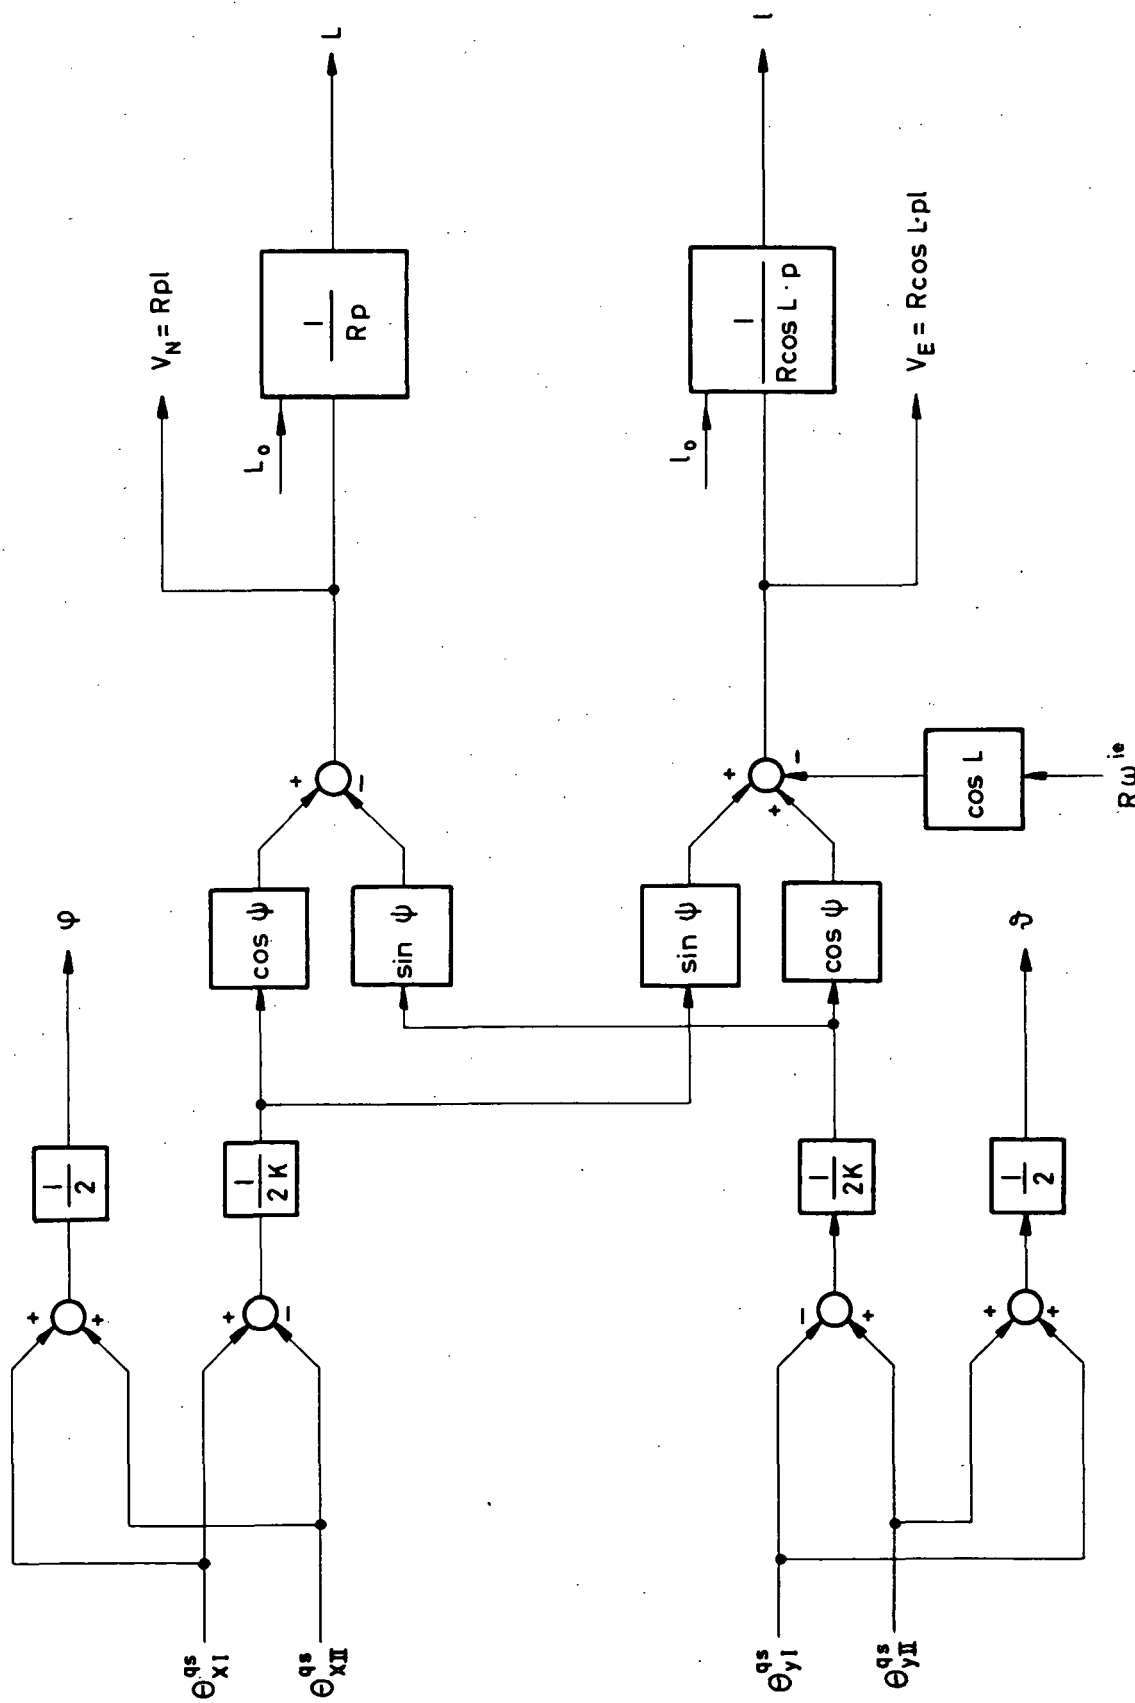 +
+
1
2
φ
V_N = Rpl
θ^qs_XI
+
−
1
2K
cos ψ
+
−
L_o
1
Rp
L
θ^qs_XII
sin ψ
sin ψ
+
+
−
l_o
1
Rcos L·p
l
θ^qs_yI
−
+
1
2K
cos ψ
θ^qs_yII
V_E = Rcos L·pl
cos L
Rω^ie
+
+
1
2
ϑ